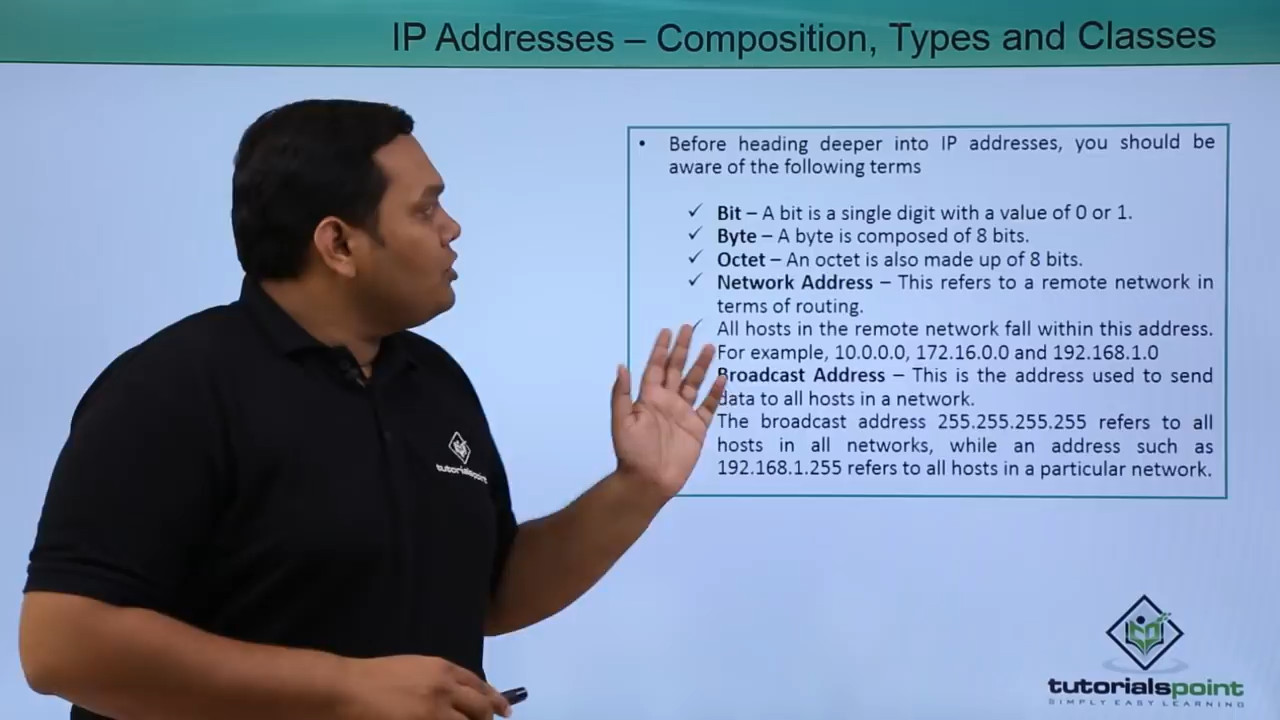 IP Addresses – Composition, Types and Classes
• Before heading deeper into IP addresses, you should be
aware of the following terms
✓ Bit – A bit is a single digit with a value of 0 or 1.
✓ Byte – A byte is composed of 8 bits.
✓ Octet – An octet is also made up of 8 bits.
✓ Network Address – This refers to a remote network in
terms of routing.
✓ All hosts in the remote network fall within this address.
For example, 10.0.0.0, 172.16.0.0 and 192.168.1.0
Broadcast Address – This is the address used to send
data to all hosts in a network.
The broadcast address 255.255.255.255 refers to all
hosts in all networks, while an address such as
192.168.1.255 refers to all hosts in a particular network.
tutorialspoint
tutorialspoint
SIMPLY EASY LEARNING